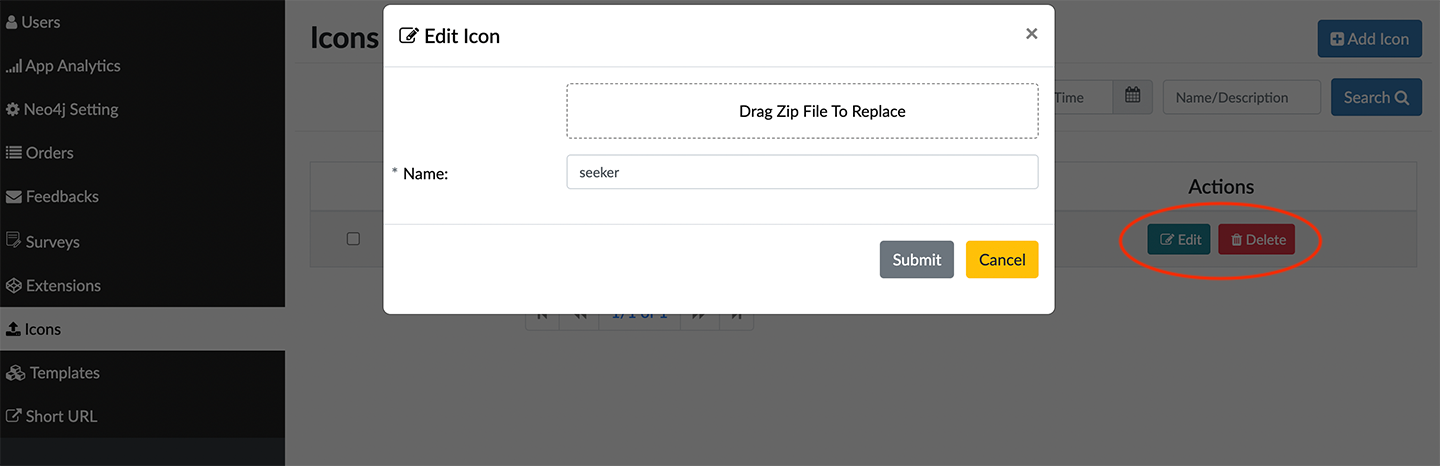 Users
App Analytics
Neo4j Setting
Orders
Feedbacks
Surveys
Extensions
Icons
Templates
Short URL
Icons
Add Icon
Time
Name/Description
Search
Actions
Edit
Delete
1/1 of 1
Edit Icon
×
Drag Zip File To Replace
* Name:
seeker
Submit
Cancel